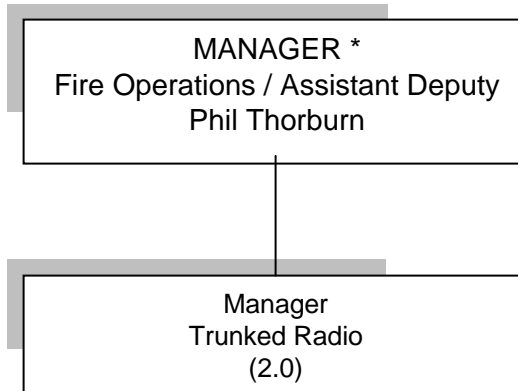 MANAGER *
Fire Operations / Assistant Deputy
Phil Thorburn
Manager
Trunked Radio
(2.0)